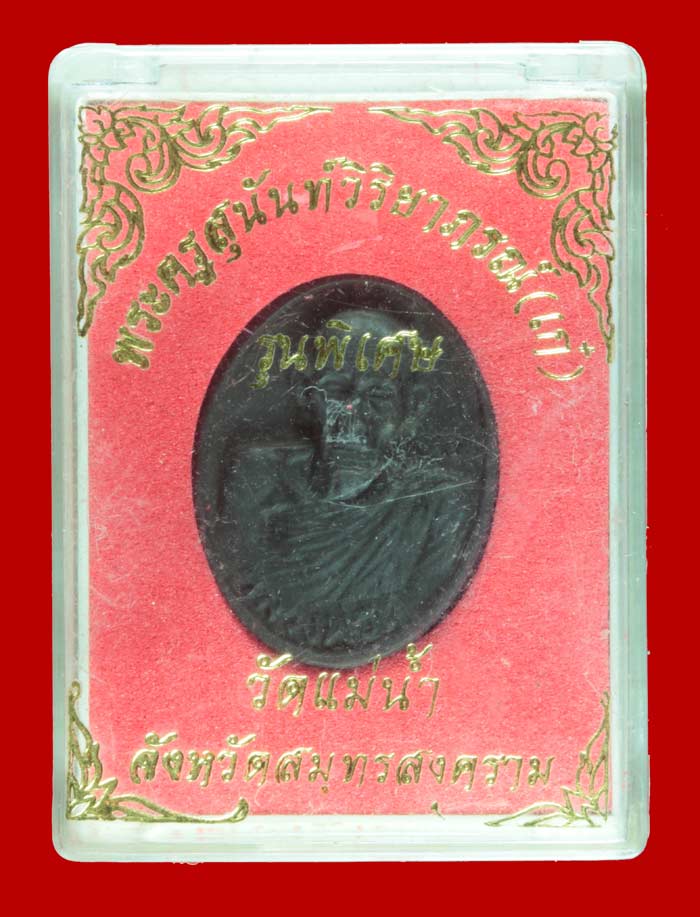 พระครูสุนันท์วิริยาภรณ์(เก๋)
รุนพิเศษ
วัดแม่น้ำ
จังหวัดสมุทรสงคราม